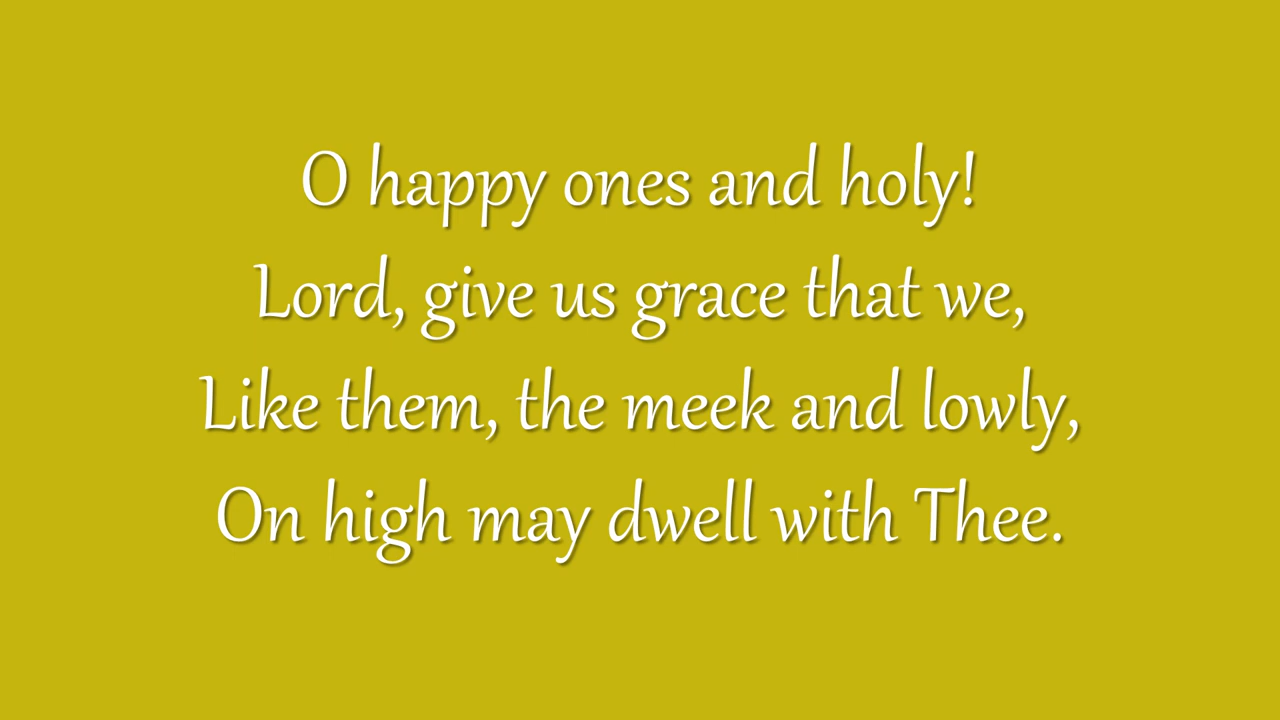 O happy ones and holy!
Lord, give us grace that we,
Like them, the meek and lowly,
On high may dwell with Thee.